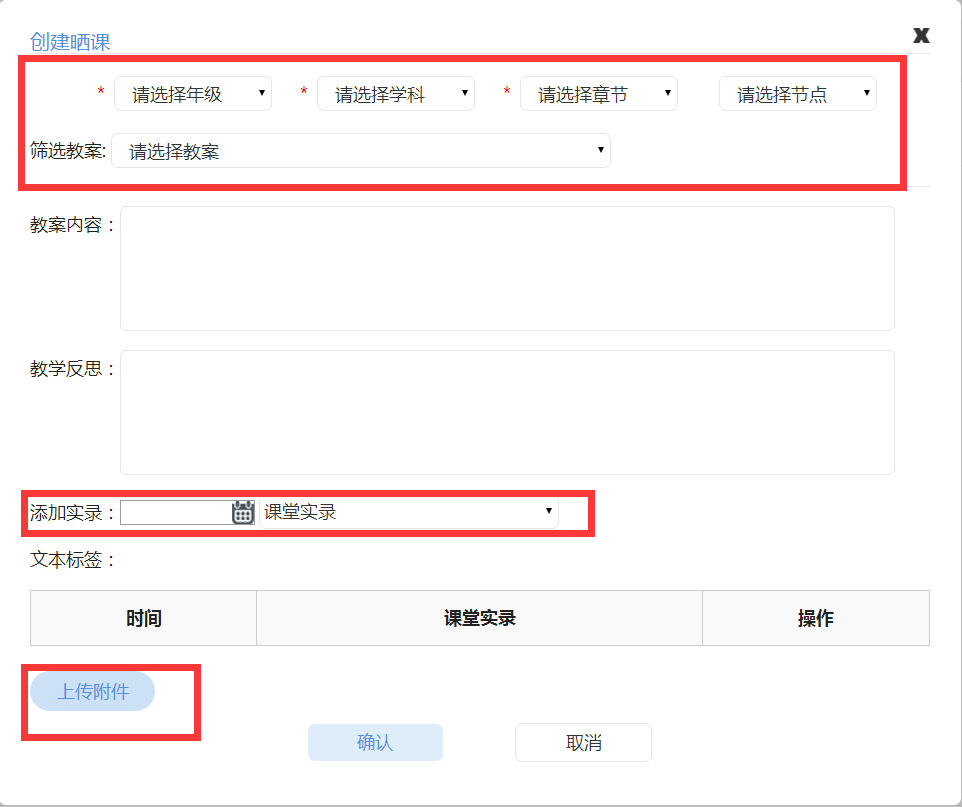 创建晒课 X
* 请选择年级 * 请选择学科 * 请选择章节 请选择节点
筛选教案: 请选择教案
教案内容：
教学反思：
添加实录： 课堂实录
文本标签：
时间 课堂实录 操作
上传附件
确认 取消